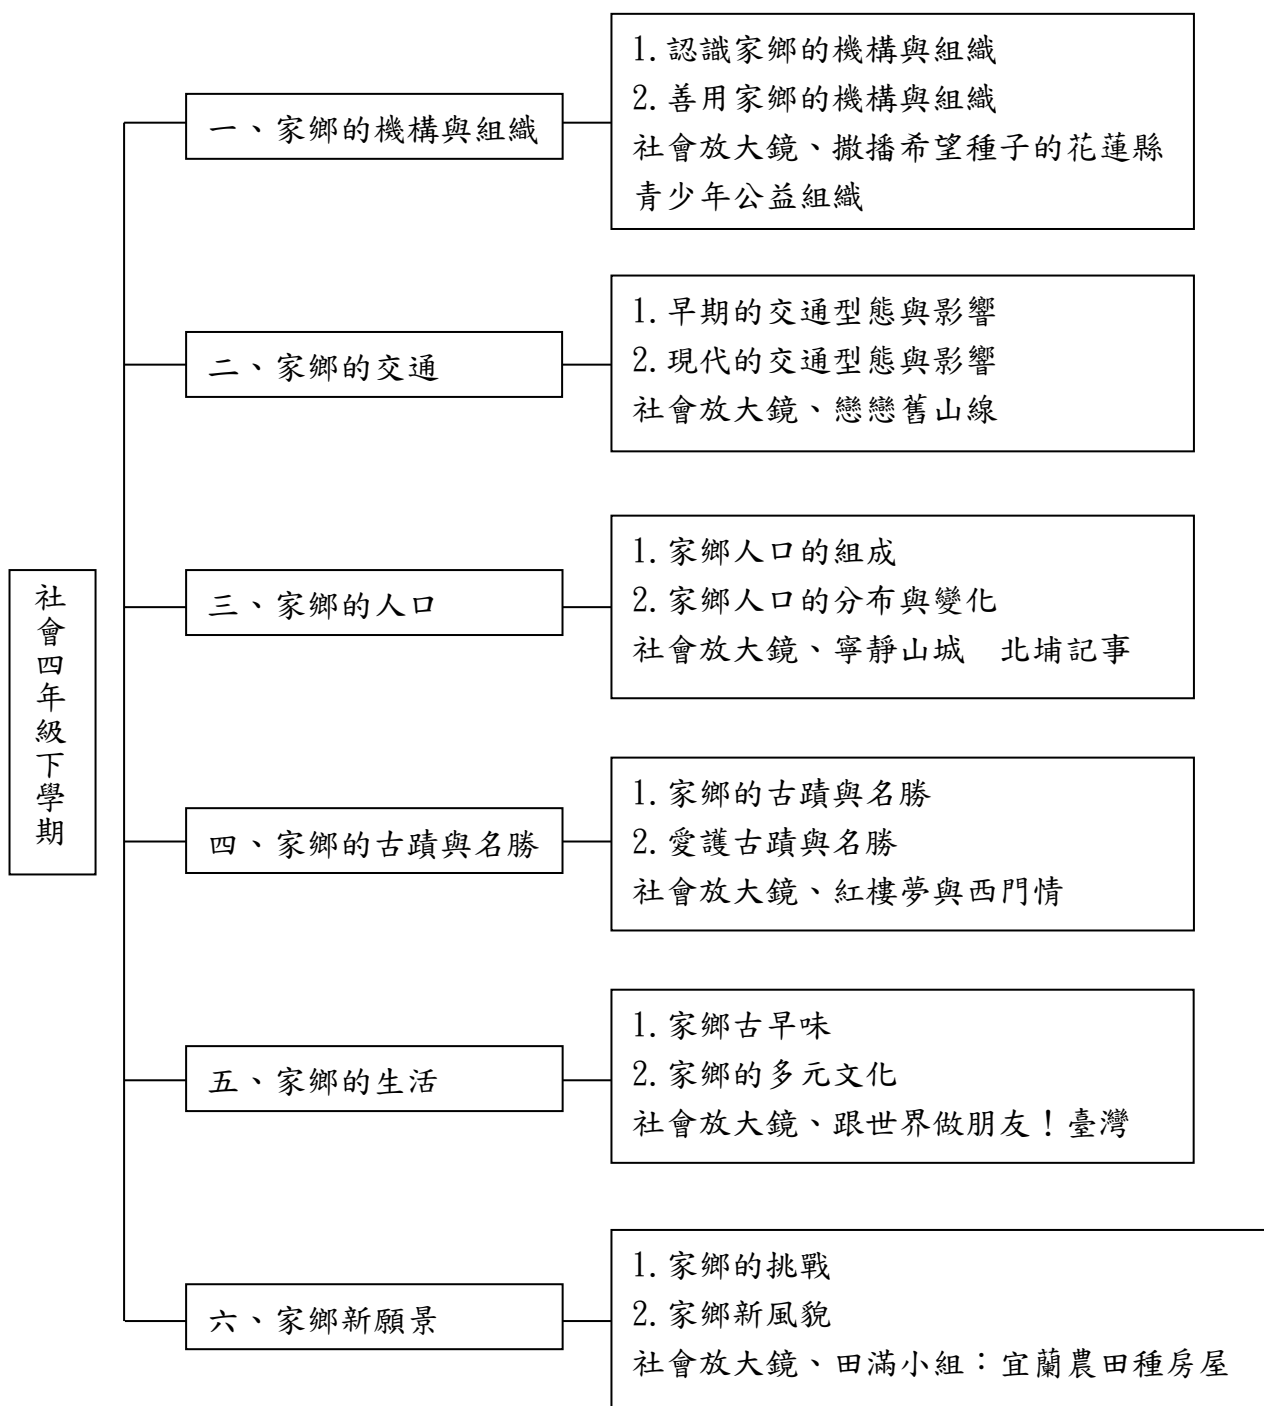 社會四年級下學期
一、家鄉的機構與組織
1.認識家鄉的機構與組織
2.善用家鄉的機構與組織
社會放大鏡、撒播希望種子的花蓮縣
青少年公益組織
二、家鄉的交通
1.早期的交通型態與影響
2.現代的交通型態與影響
社會放大鏡、戀戀舊山線
三、家鄉的人口
1.家鄉人口的組成
2.家鄉人口的分布與變化
社會放大鏡、寧靜山城　北埔記事
四、家鄉的古蹟與名勝
1.家鄉的古蹟與名勝
2.愛護古蹟與名勝
社會放大鏡、紅樓夢與西門情
五、家鄉的生活
1.家鄉古早味
2.家鄉的多元文化
社會放大鏡、跟世界做朋友！臺灣
六、家鄉新願景
1.家鄉的挑戰
2.家鄉新風貌
社會放大鏡、田滿小組：宜蘭農田種房屋